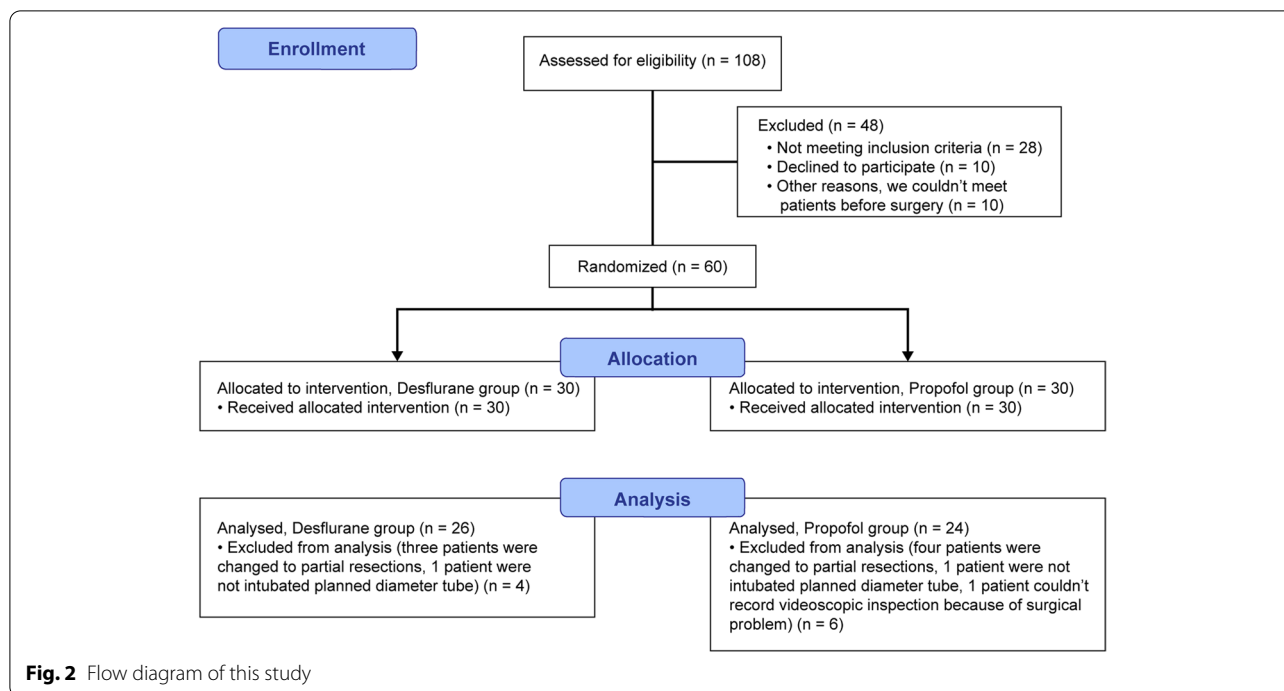 Enrollment
Assessed for eligibility (n = 108)
Excluded (n = 48)
• Not meeting inclusion criteria (n = 28)
• Declined to participate (n = 10)
• Other reasons, we couldn't meet
patients before surgery (n = 10)
Randomized (n = 60)
Allocation
Allocated to intervention, Desflurane group (n = 30)
• Received allocated intervention (n = 30)
Allocated to intervention, Propofol group (n = 30)
• Received allocated intervention (n = 30)
Analysis
Analysed, Desflurane group (n = 26)
• Excluded from analysis (three patients were
changed to partial resections, 1 patient were
not intubated planned diameter tube) (n = 4)
Analysed, Propofol group (n = 24)
• Excluded from analysis (four patients were
changed to partial resections, 1 patient were not
intubated planned diameter tube, 1 patient couldn't
record videoscopic inspection because of surgical
problem) (n = 6)
Fig. 2 Flow diagram of this study